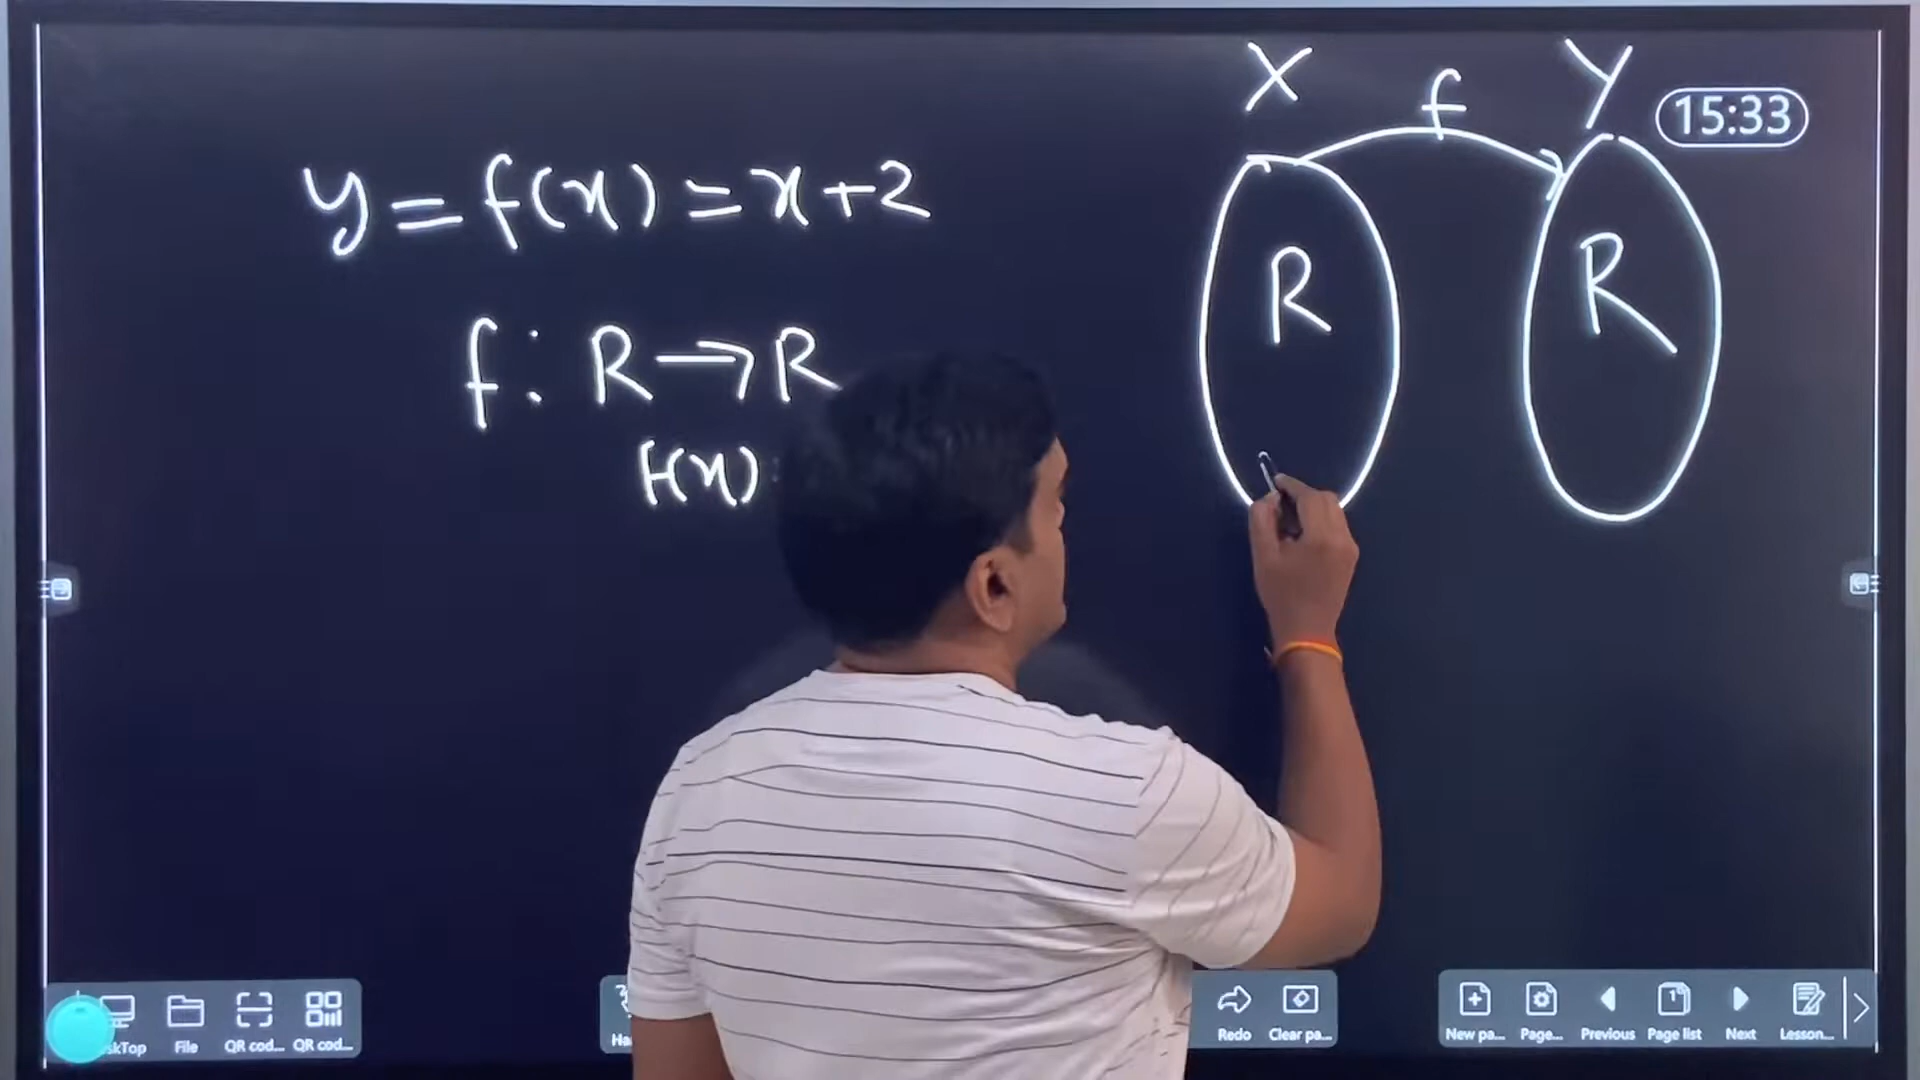 X f Y
15:33
y = f(x) = x+2
R R
f : R → R
f(x)
File QR cod... QR cod...
Redo Clear pa...
New pa... Page... Previous Page list Next Lesson...